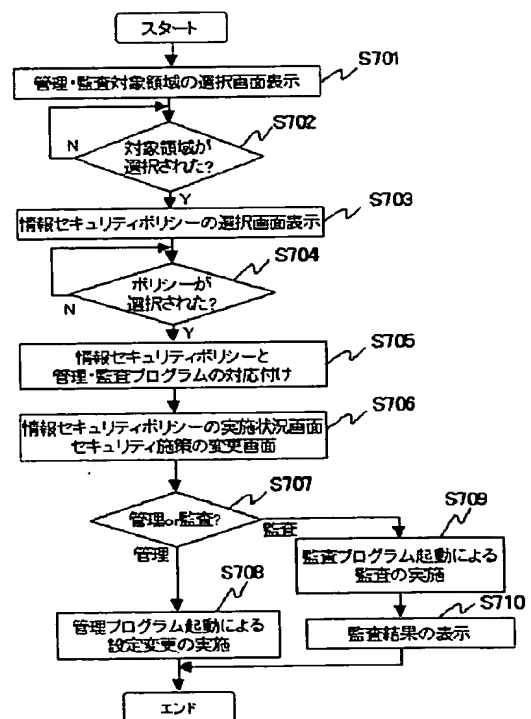 スタート
S701
管理・監査対象領域の選択画面表示
S702
対象領域が
選択された?
N
Y
S703
情報セキュリティポリシーの選択画面表示
S704
ポリシーが
選択された?
N
Y
S705
情報セキュリティポリシーと
管理・監査プログラムの対応付け
S706
情報セキュリティポリシーの実施状況画面
セキュリティ施策の変更画面
S707
管理or監査?
監査
管理
S709
監査プログラム起動による
監査の実施
S708
管理プログラム起動による
設定変更の実施
S710
監査結果の表示
エンド